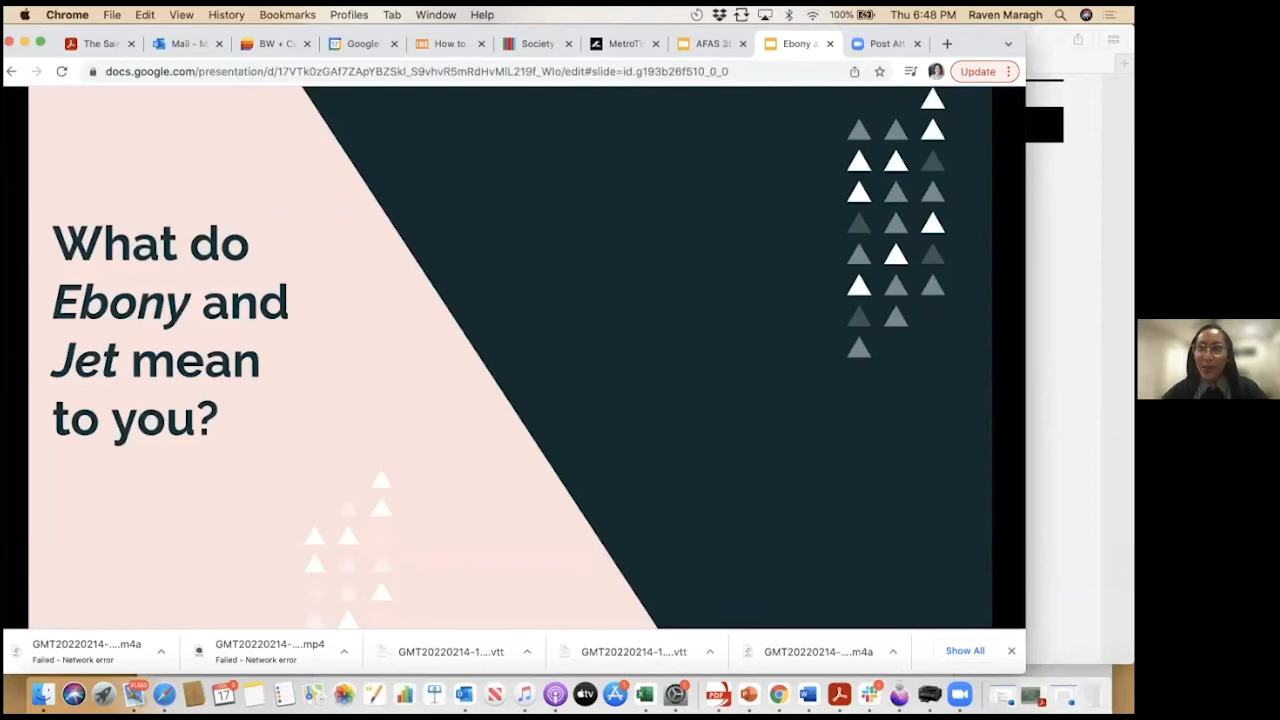 Chrome File Edit View History Bookmarks Profiles Tab Window Help 100% Thu 6:48 PM Raven Maragh
The Sai Mail - M BW + C Google How to Society MetroTi AFAS 3 Ebony a Post Att
docs.google.com/presentation/d/17VTk0zGAf7ZApYBZSkI_S9vhvR5mRdHvMlL219f_WIo/edit#slide=id.g193b26f510_0_0 Update
What do
Ebony and
Jet mean
to you?
GMT20220214-....m4a GMT20220214-....mp4 GMT20220214-1....vtt GMT20220214-1....vtt GMT20220214-....m4a Show All
Failed - Network error Failed - Network error
17